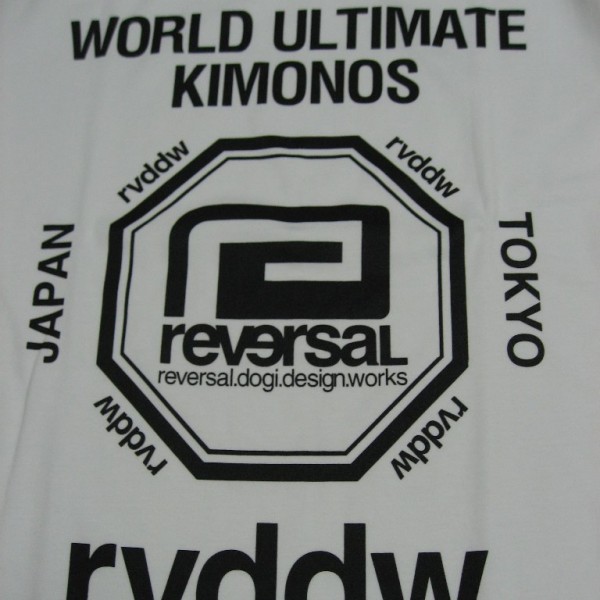 WORLD ULTIMATE
KIMONOS
rvddw
rvddw
JAPAN
TOKYO
reversaL
reversal.dogi.design.works
rvddw
rvddw
rvddw